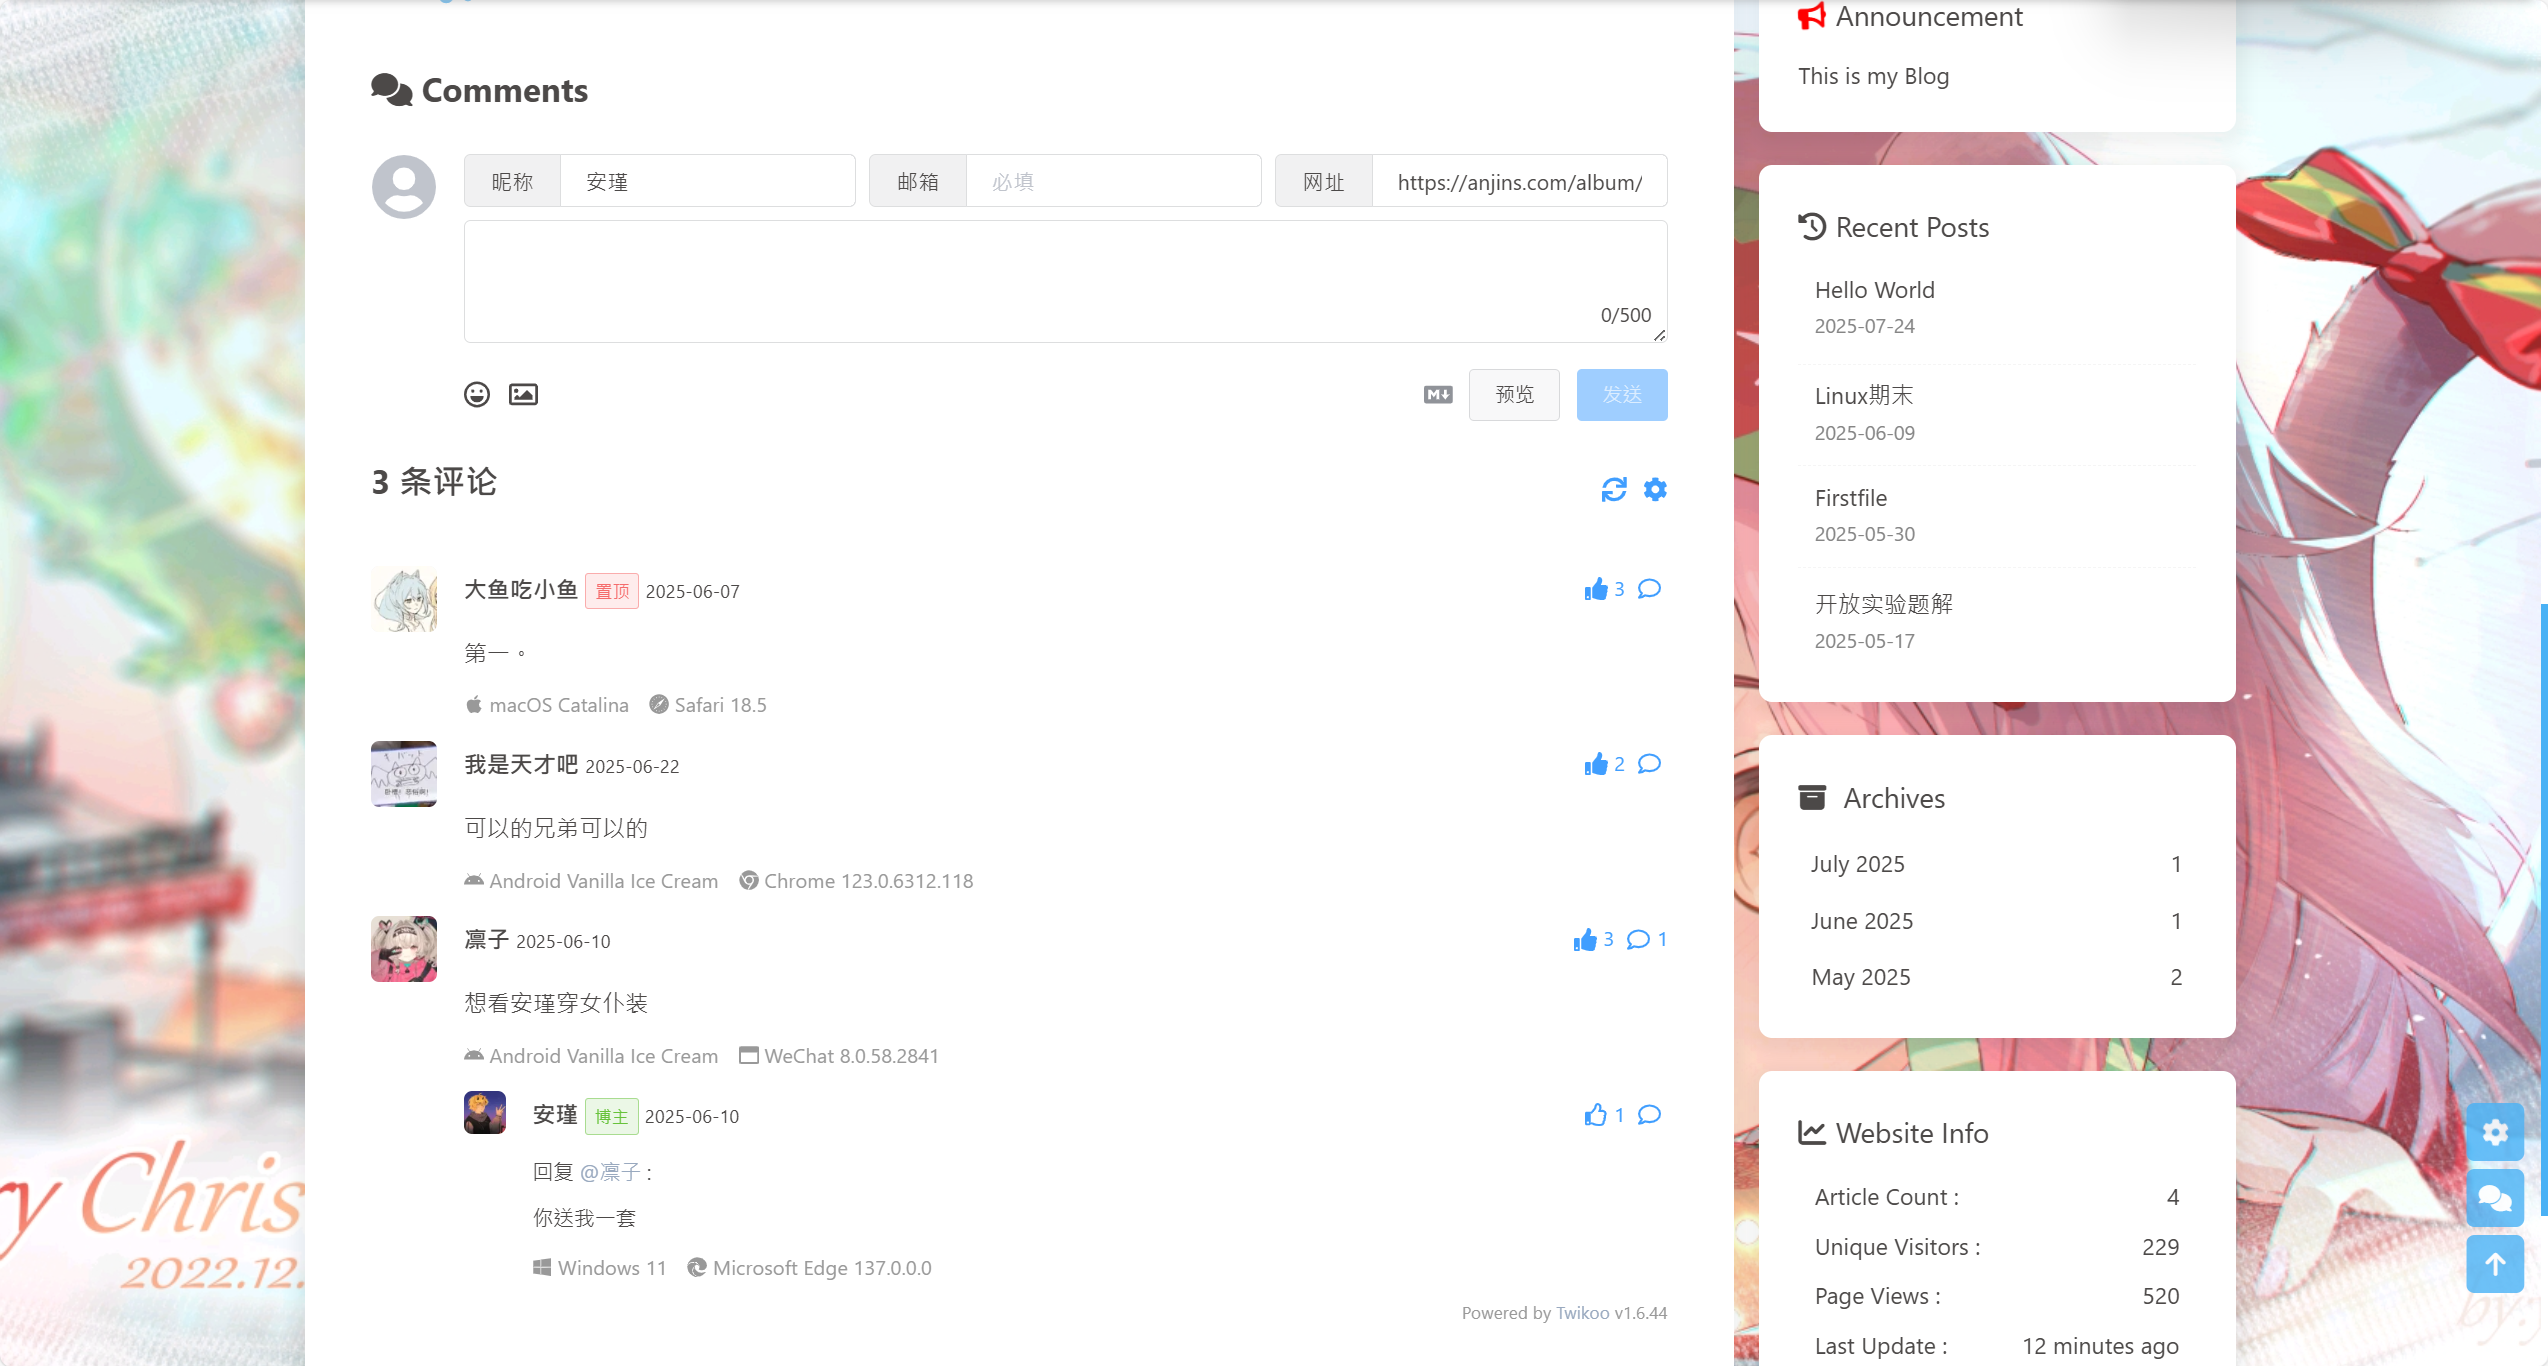 Comments
昵称
安瑾
邮箱
必填
网址
https://anjins.com/album/
0/500
预览
发送
3 条评论
大鱼吃小鱼 置顶 2025-06-07
3
第一。
macOS Catalina Safari 18.5
我是天才吧 2025-06-22
2
可以的兄弟可以的
Android Vanilla Ice Cream Chrome 123.0.6312.118
凛子 2025-06-10
3 1
想看安瑾穿女仆装
Android Vanilla Ice Cream WeChat 8.0.58.2841
安瑾 博主 2025-06-10
1
回复 @凛子 :
你送我一套
Windows 11 Microsoft Edge 137.0.0.0
Powered by Twikoo v1.6.44
Announcement
This is my Blog
Recent Posts
Hello World
2025-07-24
Linux期末
2025-06-09
Firstfile
2025-05-30
开放实验题解
2025-05-17
Archives
July 2025 1
June 2025 1
May 2025 2
Website Info
Article Count : 4
Unique Visitors : 229
Page Views : 520
Last Update : 12 minutes ago
ry Chris
2022.12.
by.